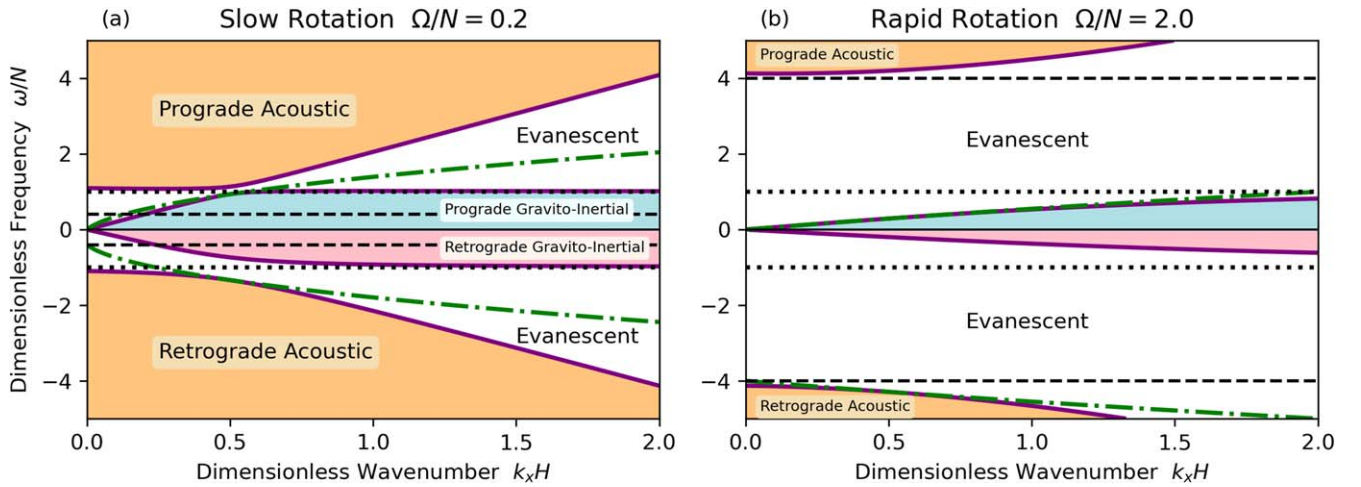 (a) Slow Rotation Ω/N = 0.2
Dimensionless Frequency ω/N
4
2
0
−2
−4
Prograde Acoustic
Evanescent
Prograde Gravito-Inertial
Retrograde Gravito-Inertial
Evanescent
Retrograde Acoustic
0.0 0.5 1.0 1.5 2.0
Dimensionless Wavenumber kₓH
(b) Rapid Rotation Ω/N = 2.0
4
2
0
−2
−4
Prograde Acoustic
Evanescent
Evanescent
Retrograde Acoustic
0.0 0.5 1.0 1.5 2.0
Dimensionless Wavenumber kₓH